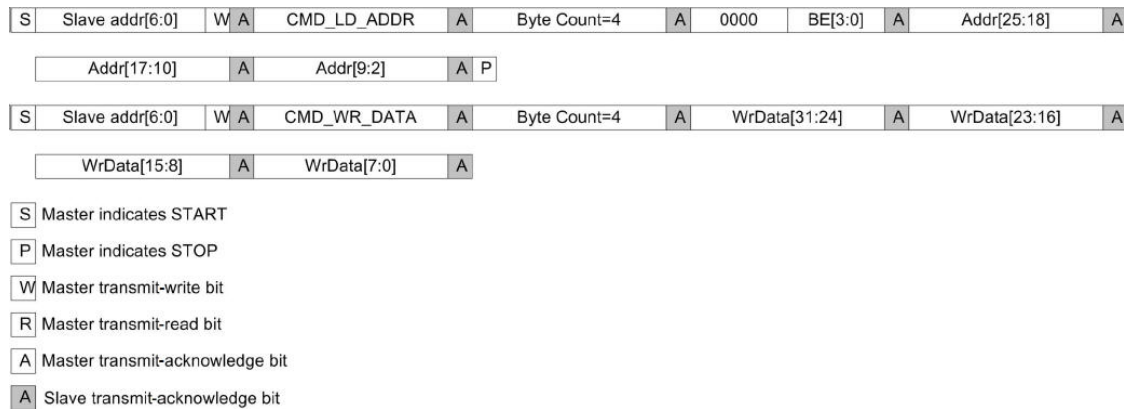 S Slave addr[6:0] W A CMD_LD_ADDR A Byte Count=4 A 0000 BE[3:0] A Addr[25:18] A
Addr[17:10] A Addr[9:2] A P
S Slave addr[6:0] W A CMD_WR_DATA A Byte Count=4 A WrData[31:24] A WrData[23:16] A
WrData[15:8] A WrData[7:0] A
S Master indicates START
P Master indicates STOP
W Master transmit-write bit
R Master transmit-read bit
A Master transmit-acknowledge bit
A Slave transmit-acknowledge bit